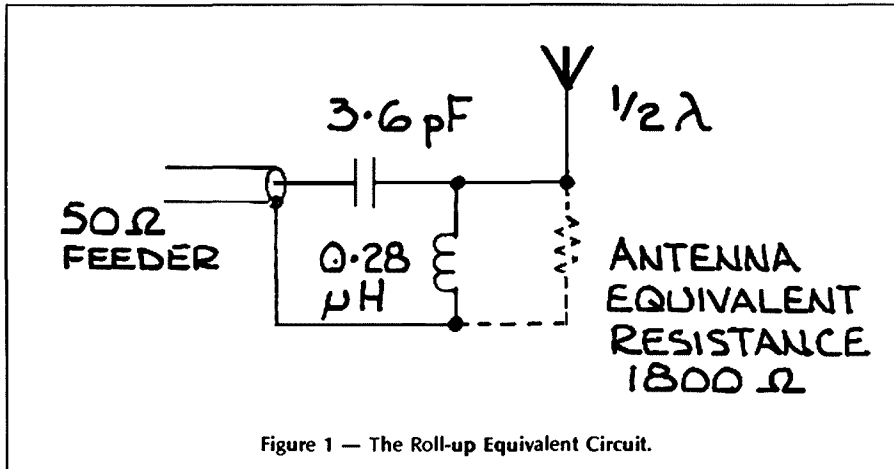 3.6 pF
1/2 λ
50Ω
FEEDER
0.28
μH
ANTENNA
EQUIVALENT
RESISTANCE
1800 Ω
Figure 1 — The Roll-up Equivalent Circuit.